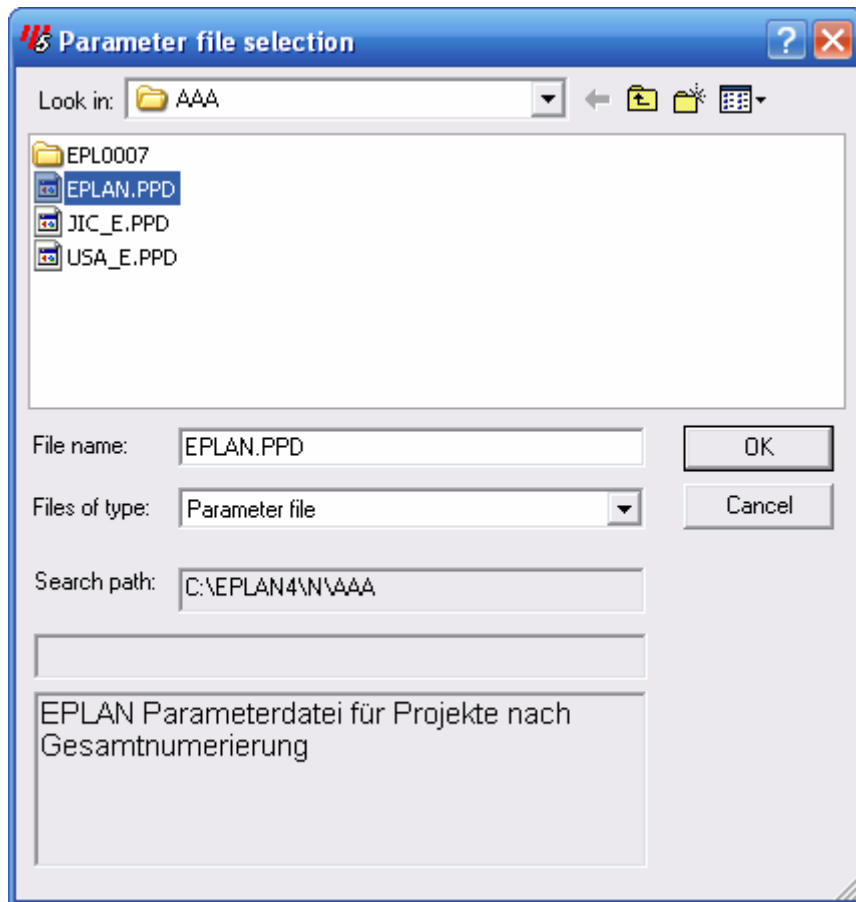 Parameter file selection
Look in: AAA
EPL0007
EPLAN.PPD
JIC_E.PPD
USA_E.PPD
File name: EPLAN.PPD OK
Files of type: Parameter file Cancel
Search path: C:\EPLAN4\N\AAA
EPLAN Parameterdatei für Projekte nach
Gesamtnumerierung